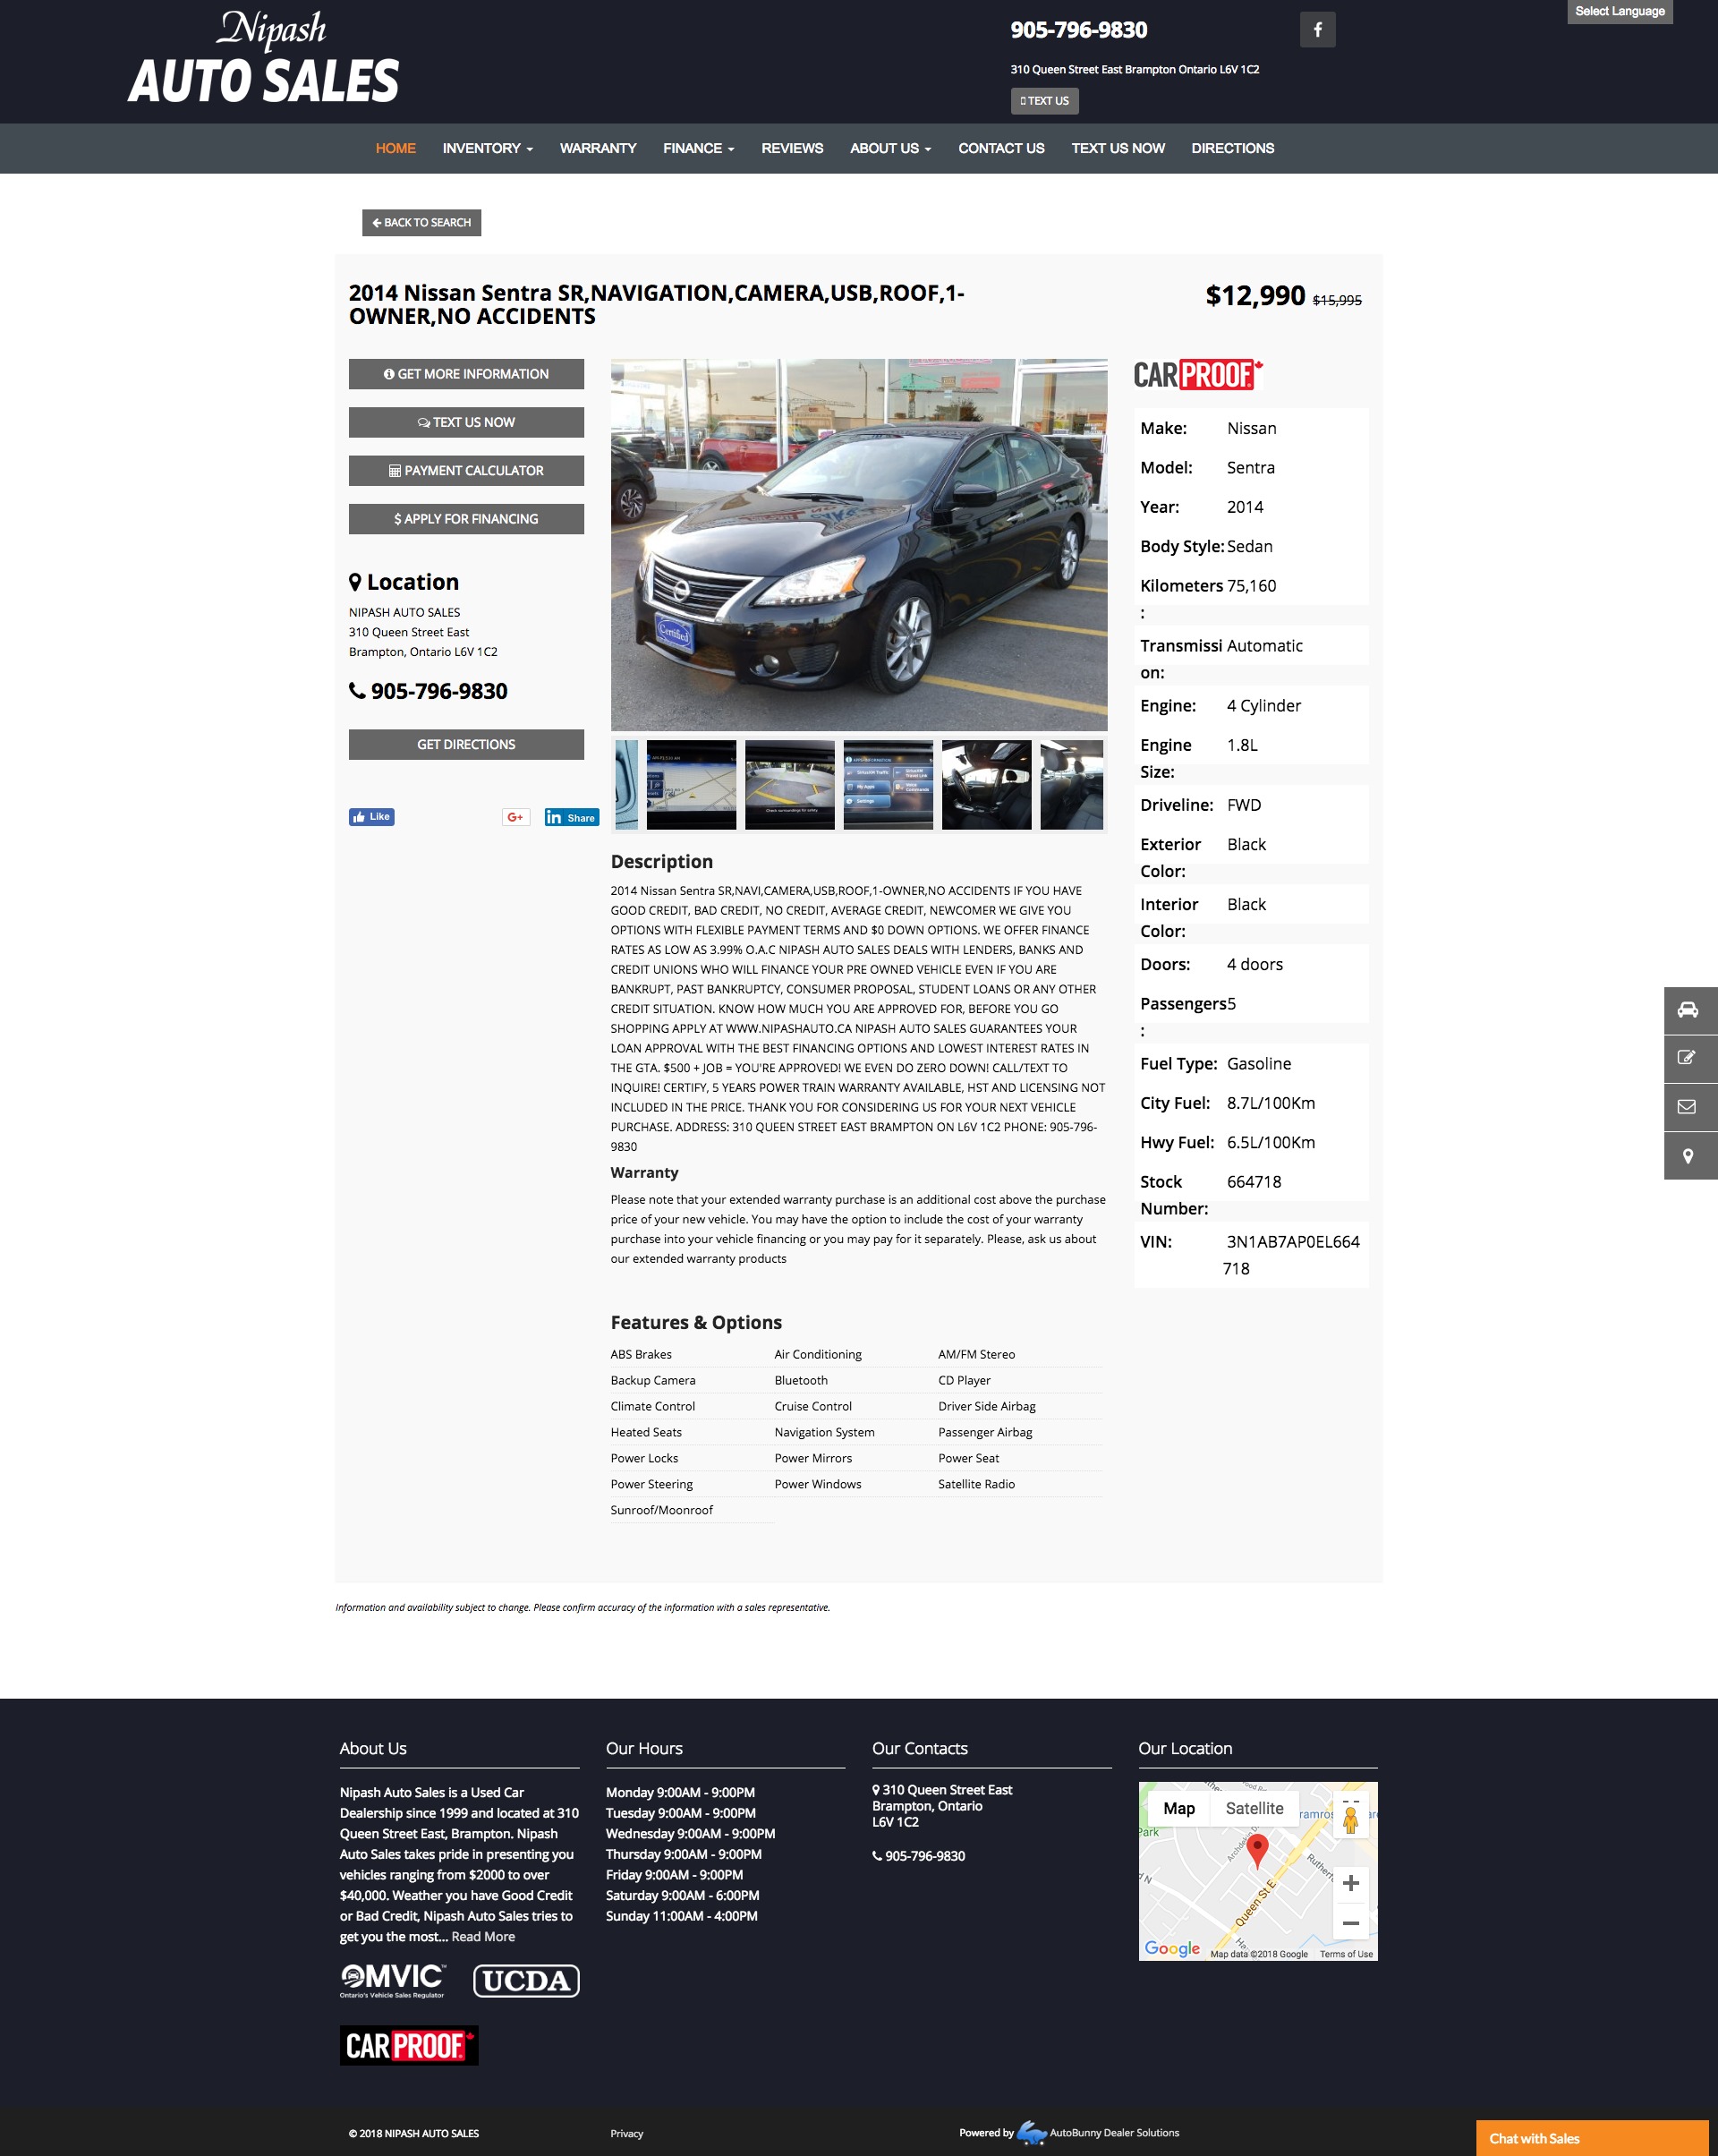 Nipash
AUTO SALES
905-796-9830
310 Queen Street East Brampton Ontario L6V 1C2
TEXT US
Select Language
HOME INVENTORY WARRANTY FINANCE REVIEWS ABOUT US CONTACT US TEXT US NOW DIRECTIONS
BACK TO SEARCH
2014 Nissan Sentra SR,NAVIGATION,CAMERA,USB,ROOF,1-
OWNER,NO ACCIDENTS
$12,990 $15,995
GET MORE INFORMATION
TEXT US NOW
PAYMENT CALCULATOR
$ APPLY FOR FINANCING
Location
NIPASH AUTO SALES
310 Queen Street East
Brampton, Ontario L6V 1C2
905-796-9830
GET DIRECTIONS
Like
G+
in Share
Certified
Description
2014 Nissan Sentra SR,NAVI,CAMERA,USB,ROOF,1-OWNER,NO ACCIDENTS IF YOU HAVE
GOOD CREDIT, BAD CREDIT, NO CREDIT, AVERAGE CREDIT, NEWCOMER WE GIVE YOU
OPTIONS WITH FLEXIBLE PAYMENT TERMS AND $0 DOWN OPTIONS. WE OFFER FINANCE
RATES AS LOW AS 3.99% O.A.C NIPASH AUTO SALES DEALS WITH LENDERS, BANKS AND
CREDIT UNIONS WHO WILL FINANCE YOUR PRE OWNED VEHICLE EVEN IF YOU ARE
BANKRUPT, PAST BANKRUPTCY, CONSUMER PROPOSAL, STUDENT LOANS OR ANY OTHER
CREDIT SITUATION. KNOW HOW MUCH YOU ARE APPROVED FOR, BEFORE YOU GO
SHOPPING APPLY AT WWW.NIPASHAUTO.CA NIPASH AUTO SALES GUARANTEES YOUR
LOAN APPROVAL WITH THE BEST FINANCING OPTIONS AND LOWEST INTEREST RATES IN
THE GTA. $500 + JOB = YOU'RE APPROVED! WE EVEN DO ZERO DOWN! CALL/TEXT TO
INQUIRE! CERTIFY, 5 YEARS POWER TRAIN WARRANTY AVAILABLE, HST AND LICENSING NOT
INCLUDED IN THE PRICE. THANK YOU FOR CONSIDERING US FOR YOUR NEXT VEHICLE
PURCHASE. ADDRESS: 310 QUEEN STREET EAST BRAMPTON ON L6V 1C2 PHONE: 905-796-
9830
Warranty
Please note that your extended warranty purchase is an additional cost above the purchase
price of your new vehicle. You may have the option to include the cost of your warranty
purchase into your vehicle financing or you may pay for it separately. Please, ask us about
our extended warranty products
Features & Options
ABS Brakes Air Conditioning AM/FM Stereo
Backup Camera Bluetooth CD Player
Climate Control Cruise Control Driver Side Airbag
Heated Seats Navigation System Passenger Airbag
Power Locks Power Mirrors Power Seat
Power Steering Power Windows Satellite Radio
Sunroof/Moonroof
CARPROOF
Make: Nissan
Model: Sentra
Year: 2014
Body Style: Sedan
Kilometers 75,160
:
Transmissi Automatic
on:
Engine: 4 Cylinder
Engine 1.8L
Size:
Driveline: FWD
Exterior Black
Color:
Interior Black
Color:
Doors: 4 doors
Passengers 5
:
Fuel Type: Gasoline
City Fuel: 8.7L/100Km
Hwy Fuel: 6.5L/100Km
Stock 664718
Number:
VIN: 3N1AB7AP0EL664
718
Information and availability subject to change. Please confirm accuracy of the information with a sales representative.
About Us
Nipash Auto Sales is a Used Car
Dealership since 1999 and located at 310
Queen Street East, Brampton. Nipash
Auto Sales takes pride in presenting you
vehicles ranging from $2000 to over
$40,000. Weather you have Good Credit
or Bad Credit, Nipash Auto Sales tries to
get you the most... Read More
OMVIC
Ontario's Vehicle Sales Regulator
UCDA
CARPROOF
Our Hours
Monday 9:00AM - 9:00PM
Tuesday 9:00AM - 9:00PM
Wednesday 9:00AM - 9:00PM
Thursday 9:00AM - 9:00PM
Friday 9:00AM - 9:00PM
Saturday 9:00AM - 6:00PM
Sunday 11:00AM - 4:00PM
Our Contacts
310 Queen Street East
Brampton, Ontario
L6V 1C2
905-796-9830
Our Location
Map Satellite
Park
Queen St E
Google Map data ©2018 Google Terms of Use
© 2018 NIPASH AUTO SALES
Privacy
Powered by AutoBunny Dealer Solutions
Chat with Sales